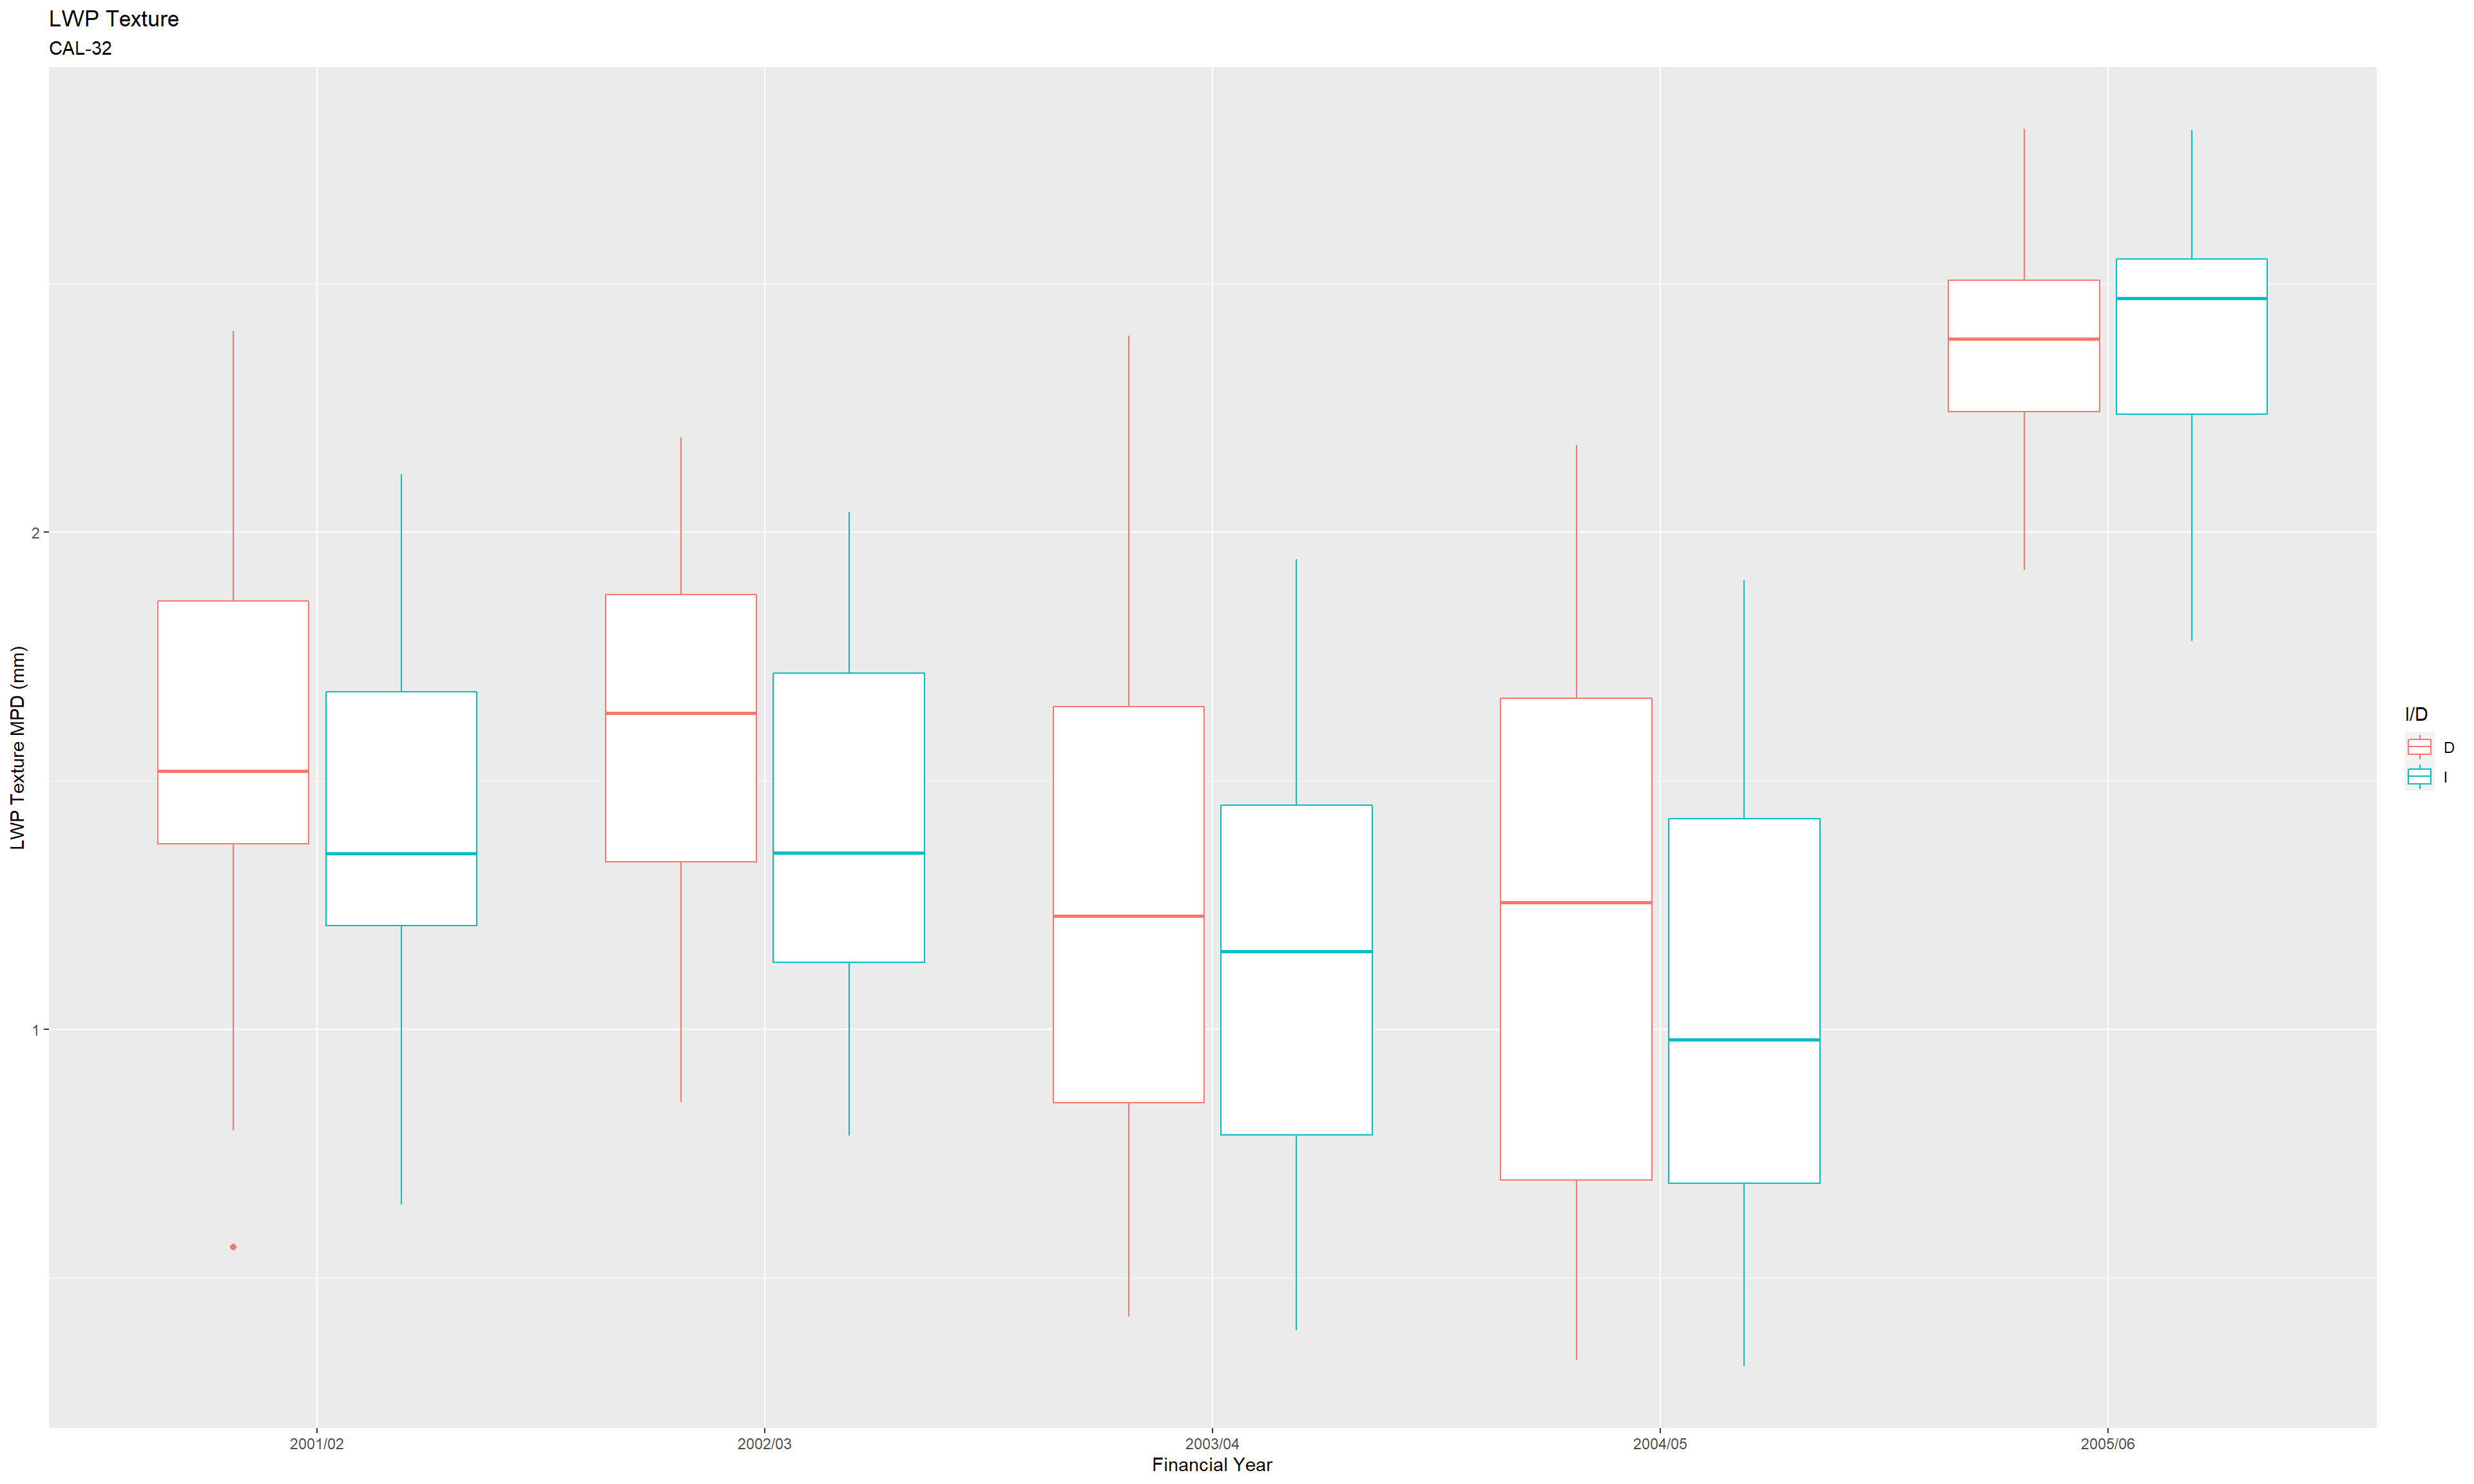 LWP Texture
CAL-32
LWP Texture MPD (mm)
2
1
2001/02
2002/03
2003/04
2004/05
2005/06
Financial Year
I/D
D
I